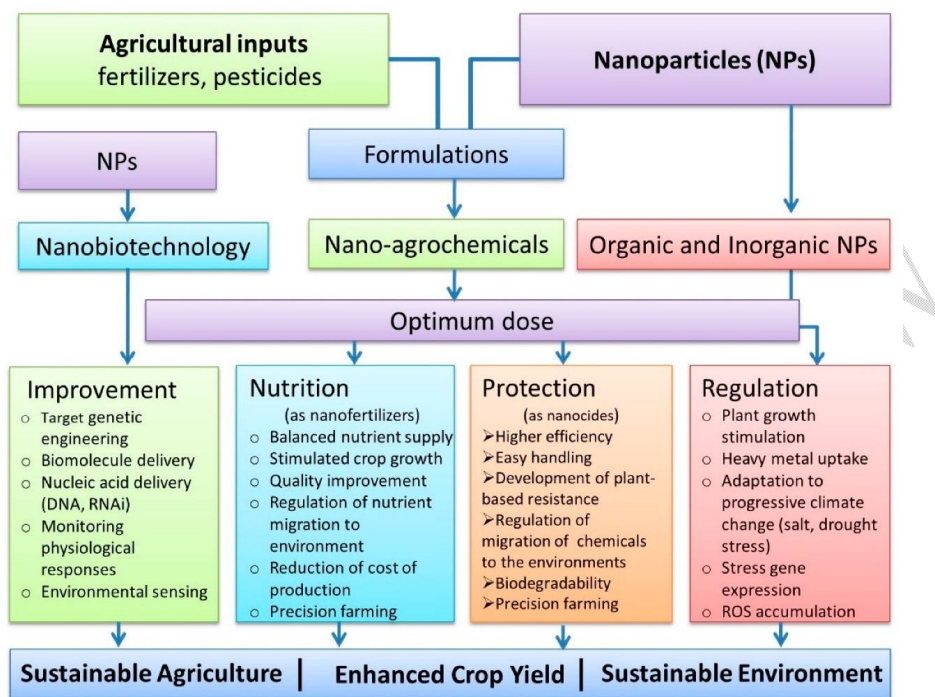 Agricultural inputs
fertilizers, pesticides
Nanoparticles (NPs)
NPs
Formulations
Nanobiotechnology
Nano-agrochemicals
Organic and Inorganic NPs
Optimum dose
Improvement
○ Target genetic
engineering
○ Biomolecule delivery
○ Nucleic acid delivery
(DNA, RNAi)
○ Monitoring
physiological
responses
○ Environmental sensing
Nutrition
(as nanofertilizers)
○ Balanced nutrient supply
○ Stimulated crop growth
○ Quality improvement
○ Regulation of nutrient
migration to
environment
○ Reduction of cost of
production
○ Precision farming
Protection
(as nanocides)
➢Higher efficiency
➢Easy handling
➢Development of plant-
based resistance
➢Regulation of
migration of chemicals
to the environments
➢Biodegradability
➢Precision farming
Regulation
○ Plant growth
stimulation
○ Heavy metal uptake
○ Adaptation to
progressive climate
change (salt, drought
stress)
○ Stress gene
expression
○ ROS accumulation
Sustainable Agriculture | Enhanced Crop Yield | Sustainable Environment